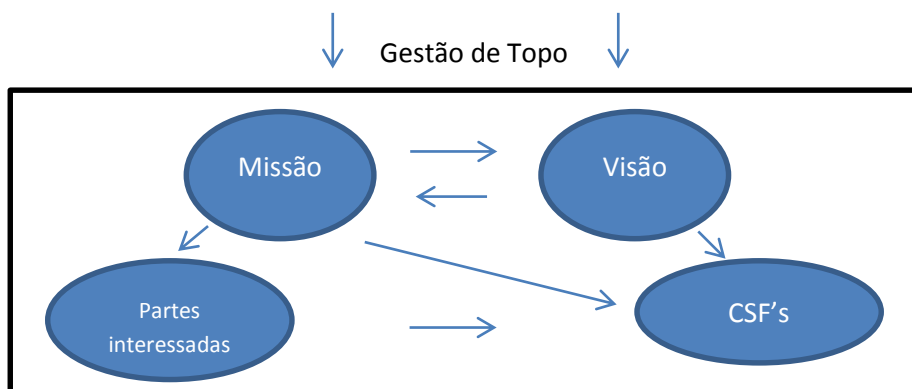 Gestão de Topo
Missão
Visão
Partes
interessadas
CSF’s